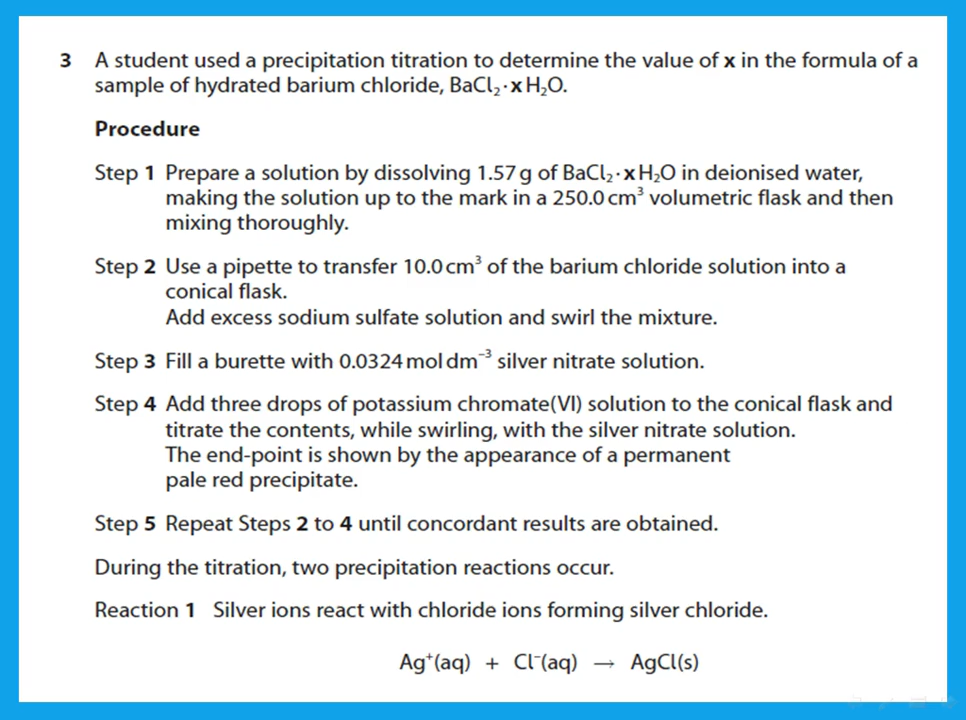 3 A student used a precipitation titration to determine the value of x in the formula of a
sample of hydrated barium chloride, BaCl₂·xH₂O.
Procedure
Step 1 Prepare a solution by dissolving 1.57 g of BaCl₂·xH₂O in deionised water,
making the solution up to the mark in a 250.0 cm³ volumetric flask and then
mixing thoroughly.
Step 2 Use a pipette to transfer 10.0 cm³ of the barium chloride solution into a
conical flask.
Add excess sodium sulfate solution and swirl the mixture.
Step 3 Fill a burette with 0.0324 mol dm⁻³ silver nitrate solution.
Step 4 Add three drops of potassium chromate(VI) solution to the conical flask and
titrate the contents, while swirling, with the silver nitrate solution.
The end-point is shown by the appearance of a permanent
pale red precipitate.
Step 5 Repeat Steps 2 to 4 until concordant results are obtained.
During the titration, two precipitation reactions occur.
Reaction 1 Silver ions react with chloride ions forming silver chloride.
Ag⁺(aq) + Cl⁻(aq) → AgCl(s)